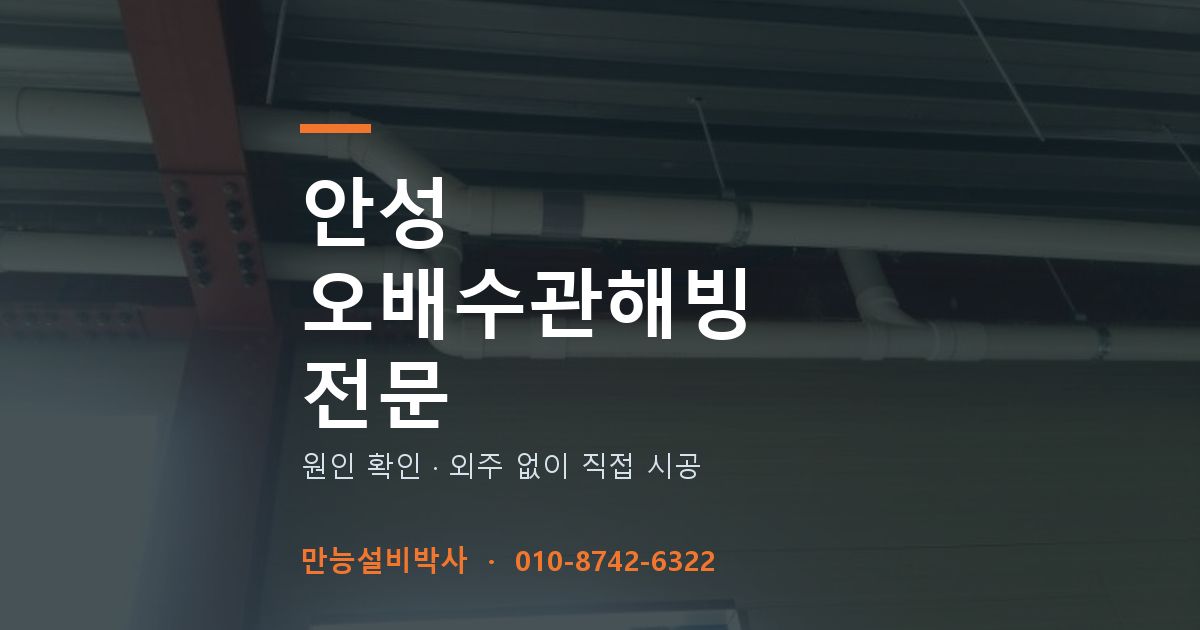 안성
오배수관해빙
전문
원인 확인 · 외주 없이 직접 시공
만능설비박사 · 010-8742-6322